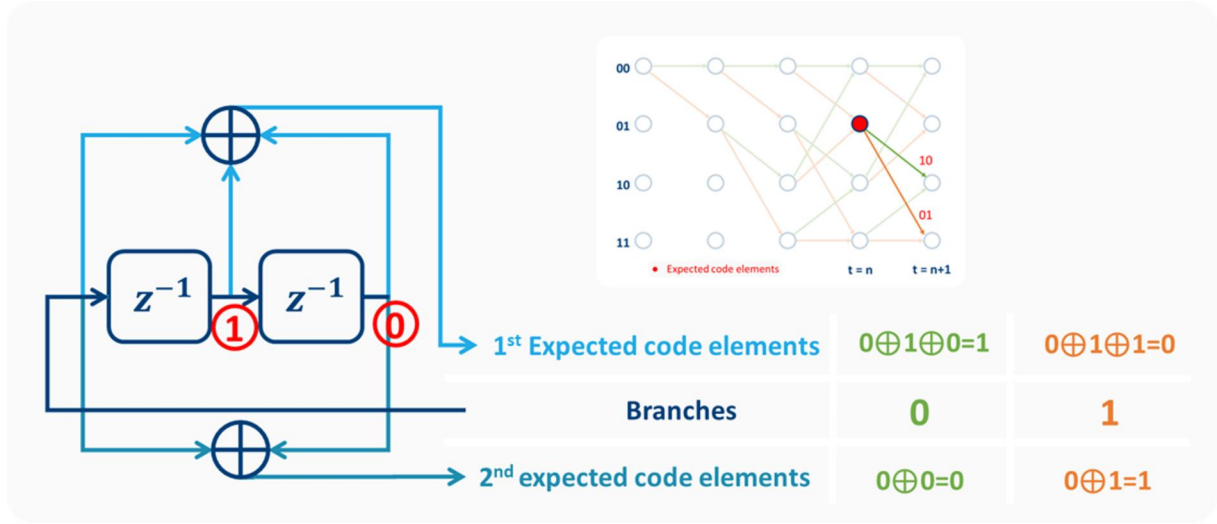 00
01
10
11
10
01
• Expected code elements
t = n
t = n+1
z⁻¹
z⁻¹
1
0
1st Expected code elements
0⊕1⊕0=1
0⊕1⊕1=0
Branches
0
1
2nd expected code elements
0⊕0=0
0⊕1=1